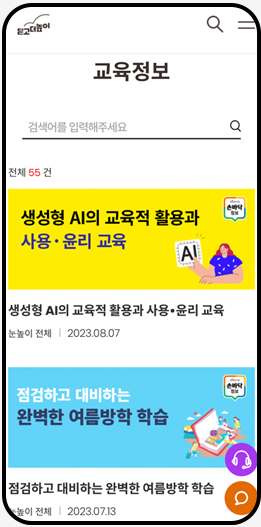 딛고더높이
교육정보
검색어를 입력해주세요
전체 55 건
생성형 AI의 교육적 활용과
사용·윤리 교육
손바닥
정보
AI
생성형 AI의 교육적 활용과 사용•윤리 교육
눈높이 전체 | 2023.08.07
점검하고 대비하는
완벽한 여름방학 학습
손바닥
정보
점검하고 대비하는 완벽한 여름방학 학습
눈높이 전체 | 2023.07.13